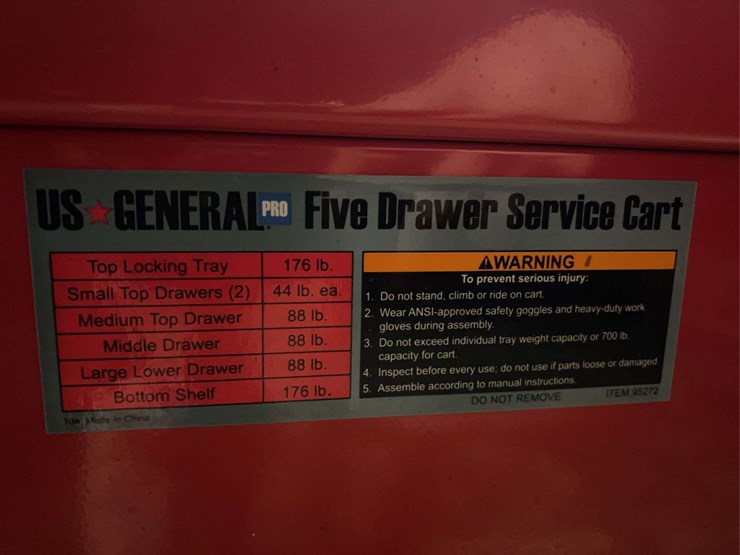 US★GENERAL PRO Five Drawer Service Cart
Top Locking Tray 176 lb.
Small Top Drawers (2) 44 lb. ea.
Medium Top Drawer 88 lb.
Middle Drawer 88 lb.
Large Lower Drawer 88 lb.
Bottom Shelf 176 lb.
Made In China
⚠WARNING
To prevent serious injury:
1. Do not stand, climb or ride on cart.
2. Wear ANSI-approved safety goggles and heavy-duty work
gloves during assembly.
3. Do not exceed individual tray weight capacity or 700 lb.
capacity for cart.
4. Inspect before every use; do not use if parts loose or damaged.
5. Assemble according to manual instructions.
DO NOT REMOVE ITEM 95272